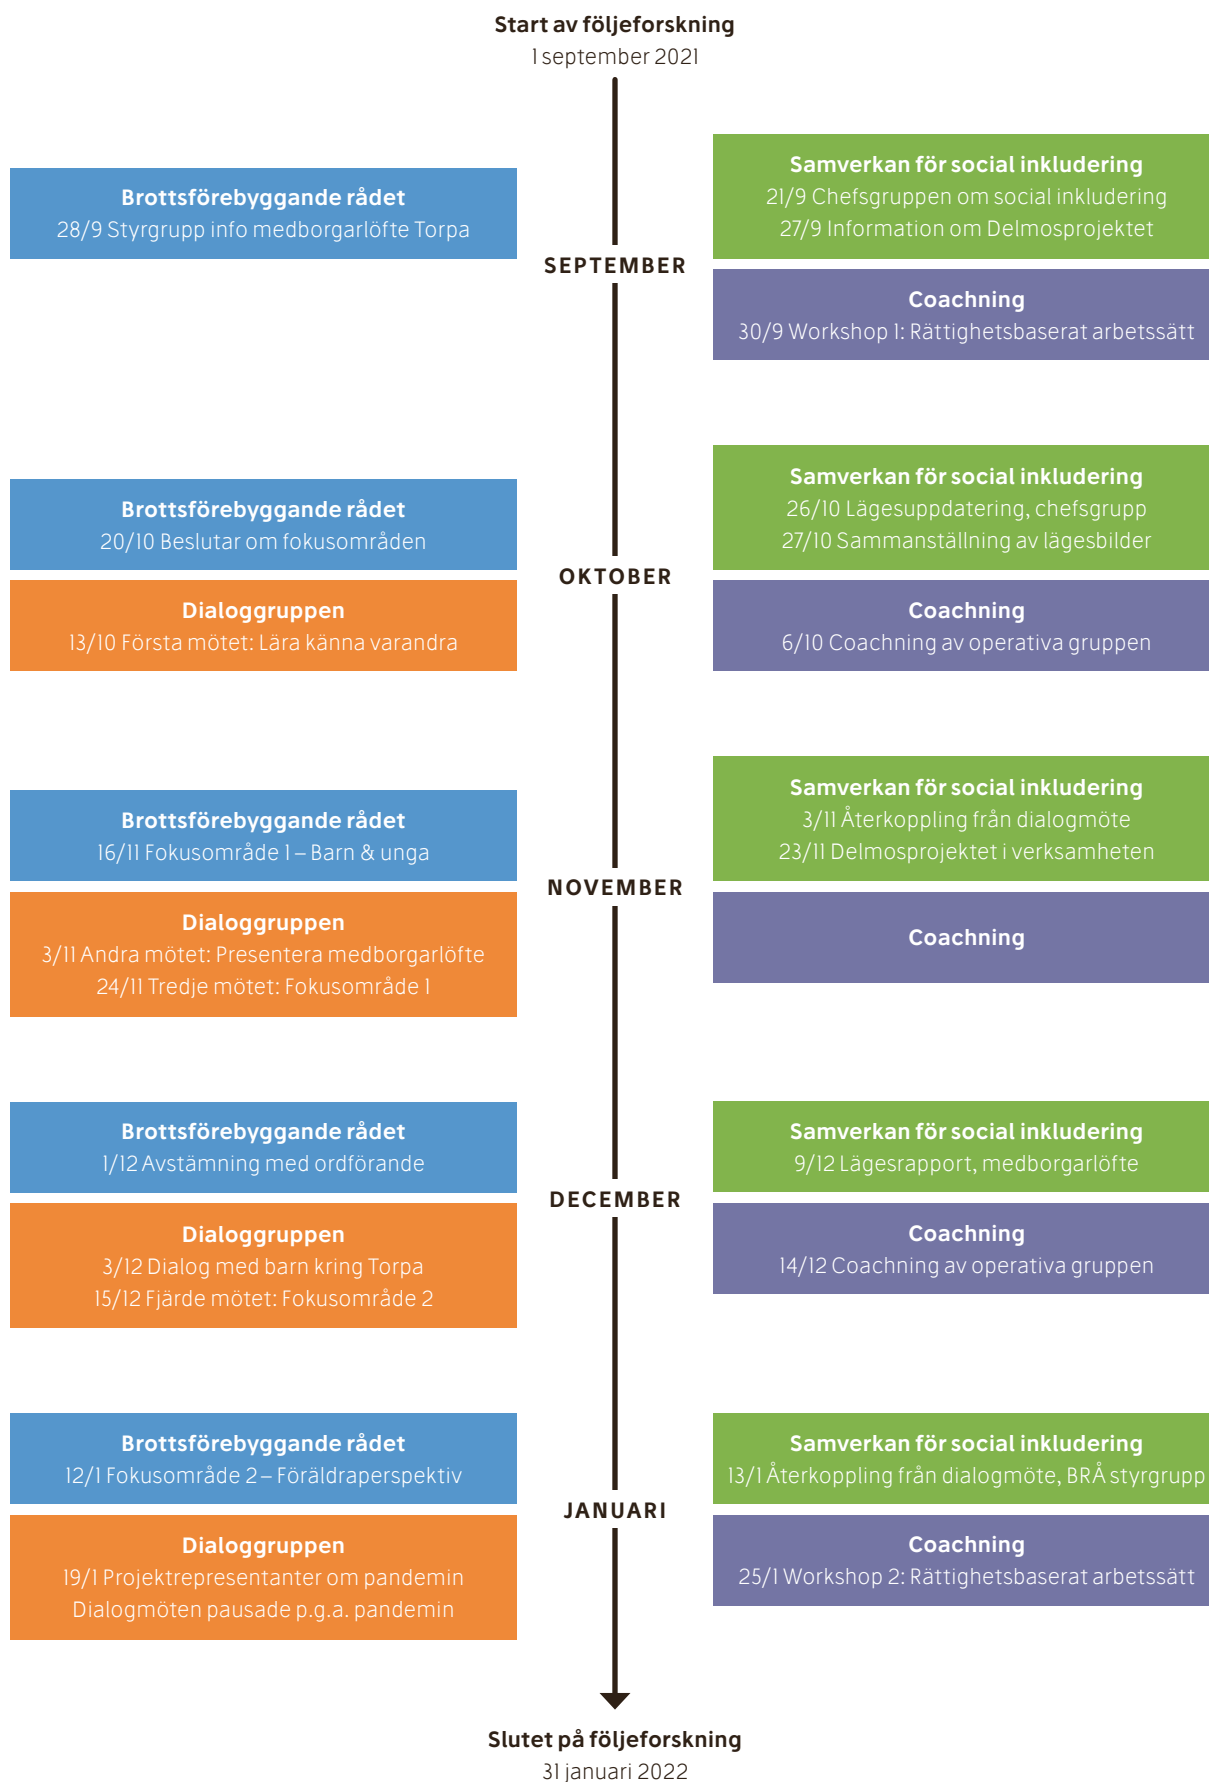 Start av följeforskning
1 september 2021
Brottsförebyggande rådet
28/9 Styrgrupp info medborgarlöfte Torpa
Samverkan för social inkludering
21/9 Chefsgruppen om social inkludering
27/9 Information om Delmosprojektet
SEPTEMBER
Coachning
30/9 Workshop 1: Rättighetsbaserat arbetssätt
Brottsförebyggande rådet
20/10 Beslutar om fokusområden
Samverkan för social inkludering
26/10 Lägesuppdatering, chefsgrupp
27/10 Sammanställning av lägesbilder
OKTOBER
Dialoggruppen
13/10 Första mötet: Lära känna varandra
Coachning
6/10 Coachning av operativa gruppen
Brottsförebyggande rådet
16/11 Fokusområde 1 – Barn & unga
Samverkan för social inkludering
3/11 Återkoppling från dialogmöte
23/11 Delmosprojektet i verksamheten
NOVEMBER
Dialoggruppen
3/11 Andra mötet: Presentera medborgarlöfte
24/11 Tredje mötet: Fokusområde 1
Coachning
Brottsförebyggande rådet
1/12 Avstämning med ordförande
Samverkan för social inkludering
9/12 Lägesrapport, medborgarlöfte
DECEMBER
Dialoggruppen
3/12 Dialog med barn kring Torpa
15/12 Fjärde mötet: Fokusområde 2
Coachning
14/12 Coachning av operativa gruppen
Brottsförebyggande rådet
12/1 Fokusområde 2 – Föräldraperspektiv
Samverkan för social inkludering
13/1 Återkoppling från dialogmöte, BRÅ styrgrupp
JANUARI
Dialoggruppen
19/1 Projektrepresentanter om pandemin
Dialogmöten pausade p.g.a. pandemin
Coachning
25/1 Workshop 2: Rättighetsbaserat arbetssätt
Slutet på följeforskning
31 januari 2022